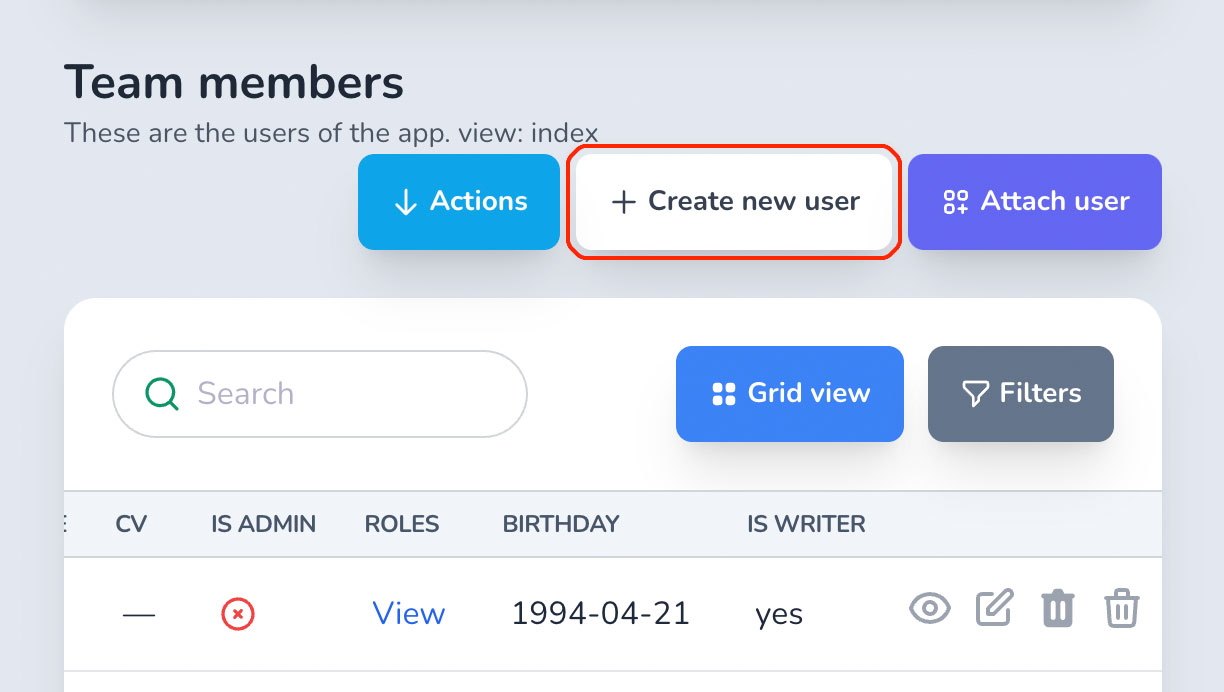 Team members
These are the users of the app. view: index
Actions
Create new user
Attach user
Search
Grid view
Filters
CV IS ADMIN ROLES BIRTHDAY IS WRITER
— View 1994-04-21 yes